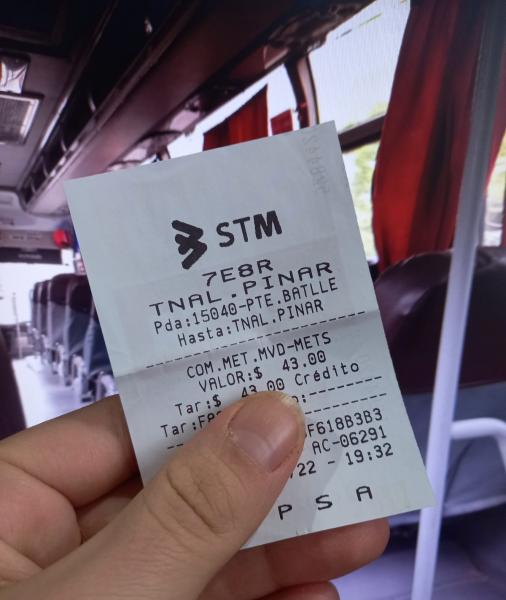 STM
7E8R
TNAL.PINAR
Pda:15040-PTE.BATLLE
Hasta:TNAL.PINAR
COM.MET.MVD-METS
VALOR:$ 43.00
Tar:$ 43.00 Crédito
F618B3B3
AC-06291
22 - 19:32
P S A